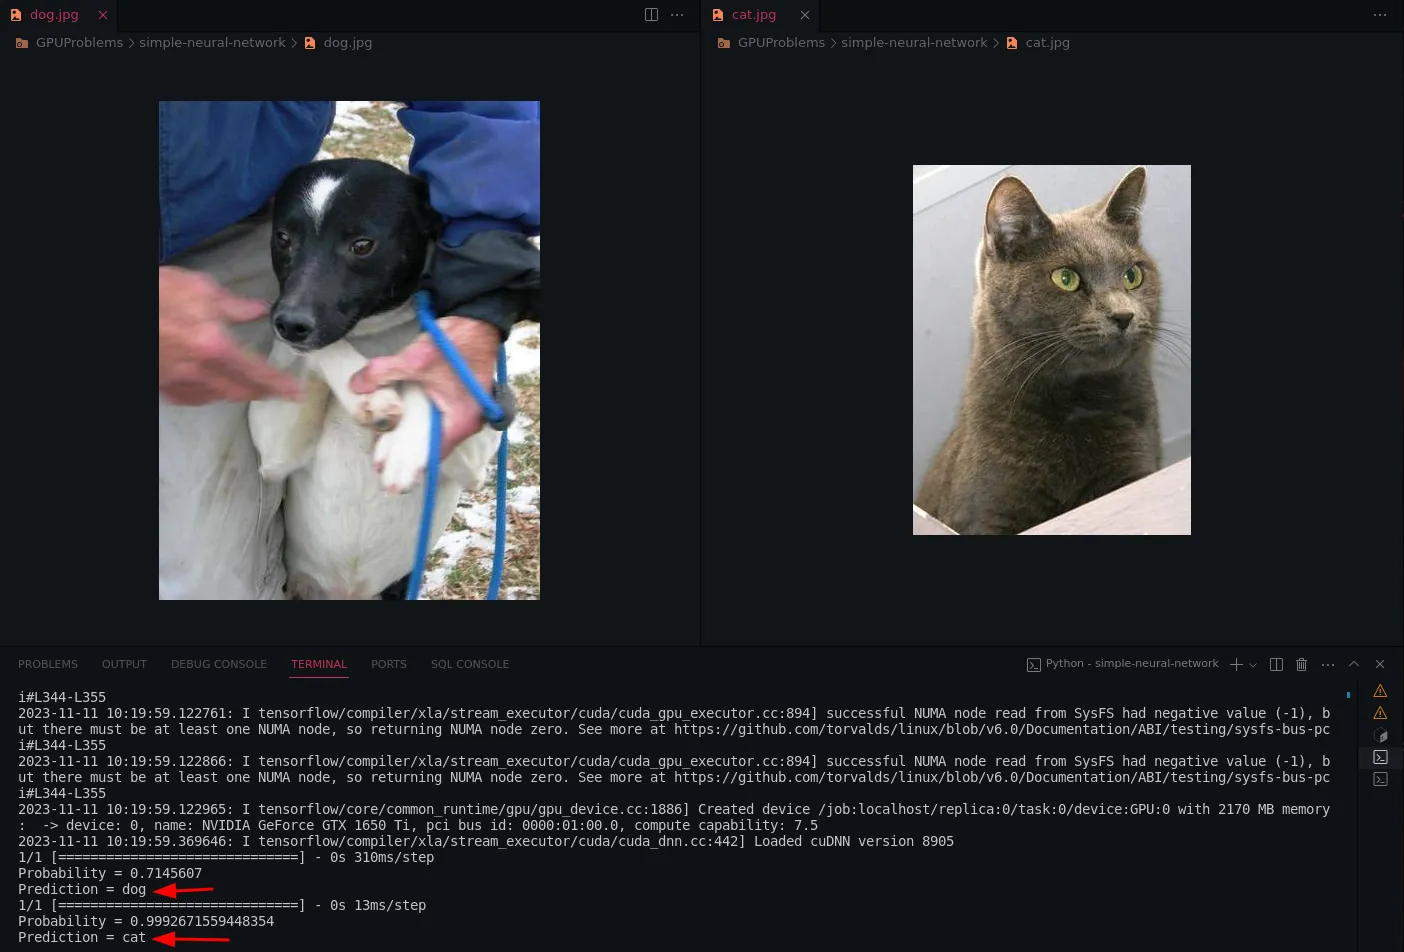 dog.jpg
cat.jpg
GPUProblems > simple-neural-network > dog.jpg
GPUProblems > simple-neural-network > cat.jpg
PROBLEMS OUTPUT DEBUG CONSOLE TERMINAL PORTS SQL CONSOLE
Python - simple-neural-network
i#L344-L355
2023-11-11 10:19:59.122761: I tensorflow/compiler/xla/stream_executor/cuda/cuda_gpu_executor.cc:894] successful NUMA node read from SysFS had negative value (-1), b
ut there must be at least one NUMA node, so returning NUMA node zero. See more at https://github.com/torvalds/linux/blob/v6.0/Documentation/ABI/testing/sysfs-bus-pc
i#L344-L355
2023-11-11 10:19:59.122866: I tensorflow/compiler/xla/stream_executor/cuda/cuda_gpu_executor.cc:894] successful NUMA node read from SysFS had negative value (-1), b
ut there must be at least one NUMA node, so returning NUMA node zero. See more at https://github.com/torvalds/linux/blob/v6.0/Documentation/ABI/testing/sysfs-bus-pc
i#L344-L355
2023-11-11 10:19:59.122965: I tensorflow/core/common_runtime/gpu/gpu_device.cc:1886] Created device /job:localhost/replica:0/task:0/device:GPU:0 with 2170 MB memory
:  -> device: 0, name: NVIDIA GeForce GTX 1650 Ti, pci bus id: 0000:01:00.0, compute capability: 7.5
2023-11-11 10:19:59.369646: I tensorflow/compiler/xla/stream_executor/cuda/cuda_dnn.cc:442] Loaded cuDNN version 8905
1/1 [==============================] - 0s 310ms/step
Probability = 0.7145607
Prediction = dog
1/1 [==============================] - 0s 13ms/step
Probability = 0.9992671559448354
Prediction = cat